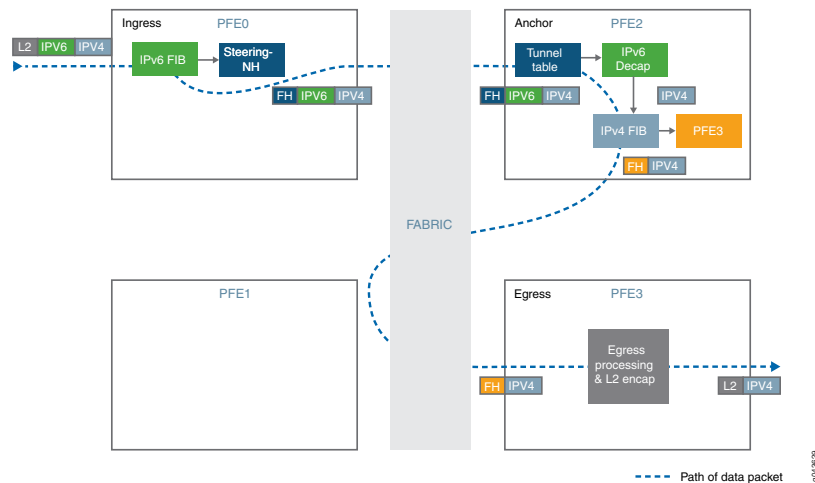 Ingress PFE0
L2 IPV6 IPV4
IPv6 FIB
Steering-
NH
FH IPV6 IPV4
FABRIC
Anchor PFE2
Tunnel
table
IPv6
Decap
FH IPV6 IPV4
IPV4
IPv4 FIB
PFE3
FH IPV4
PFE1
Egress PFE3
Egress
processing
& L2 encap
FH IPV4
L2 IPV4
Path of data packet